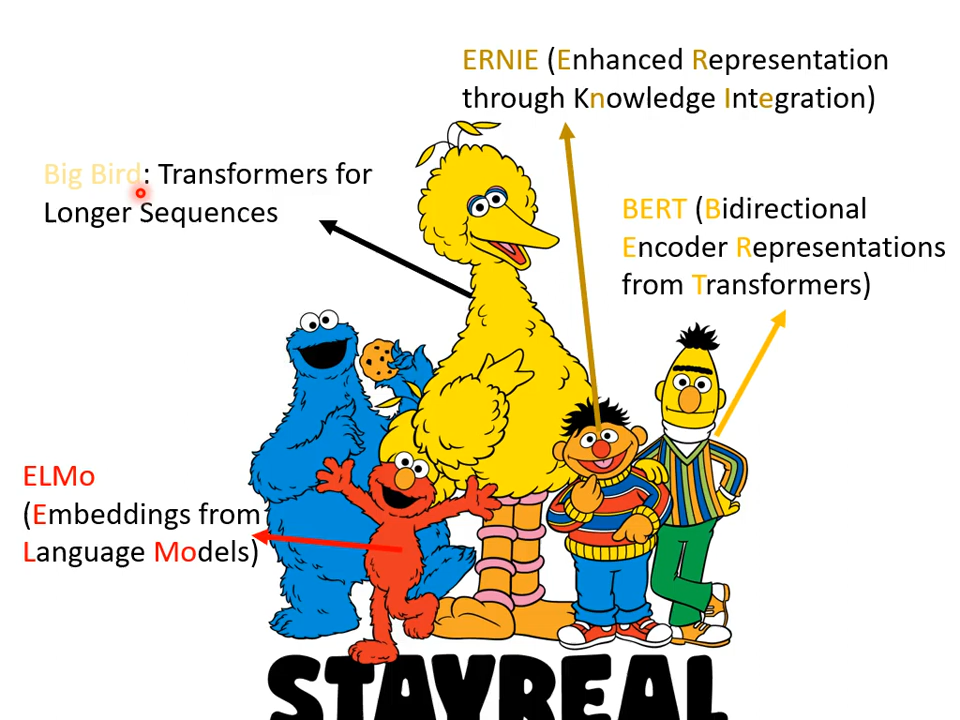 ERNIE (Enhanced Representation
through Knowledge Integration)
Big Bird: Transformers for
Longer Sequences
BERT (Bidirectional
Encoder Representations
from Transformers)
ELMo
(Embeddings from
Language Models)
STAYREAL